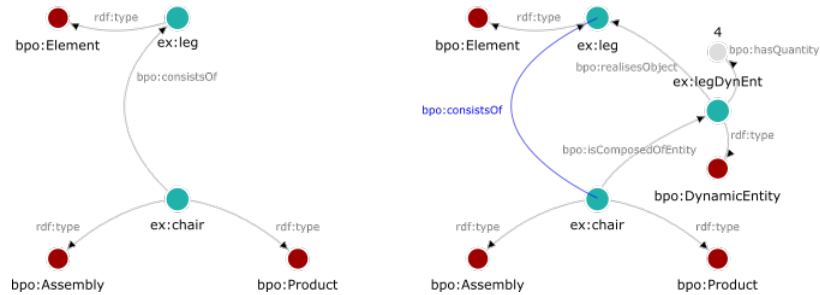 rdf:type
bpo:Element
ex:leg
bpo:consistsOf
ex:chair
rdf:type
rdf:type
bpo:Assembly
bpo:Product
rdf:type
bpo:Element
ex:leg
4
bpo:hasQuantity
bpo:realisesObject
ex:legDynEnt
bpo:consistsOf
rdf:type
bpo:isComposedOfEntity
bpo:DynamicEntity
ex:chair
rdf:type
rdf:type
bpo:Assembly
bpo:Product